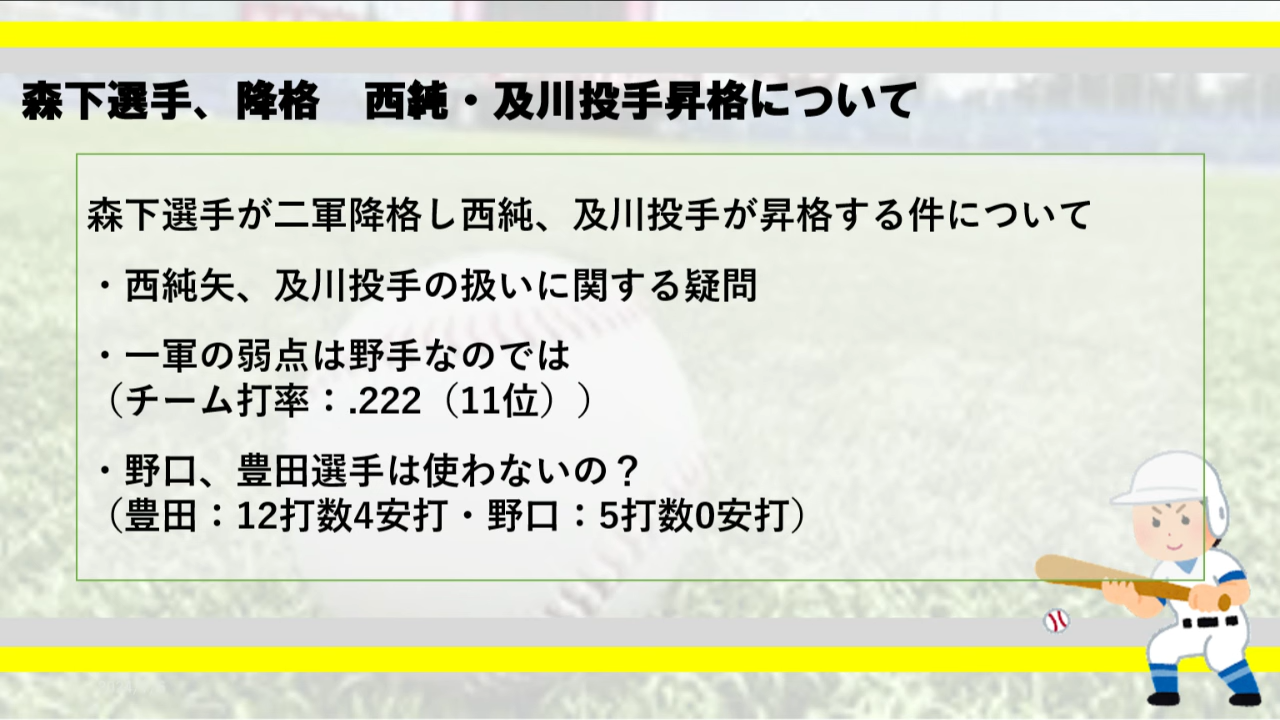 森下選手、降格　西純・及川投手昇格について
森下選手が二軍降格し西純、及川投手が昇格する件について
・西純矢、及川投手の扱いに関する疑問
・一軍の弱点は野手なのでは
（チーム打率：.222（11位））
・野口、豊田選手は使わないの？
（豊田：12打数4安打・野口：5打数0安打）